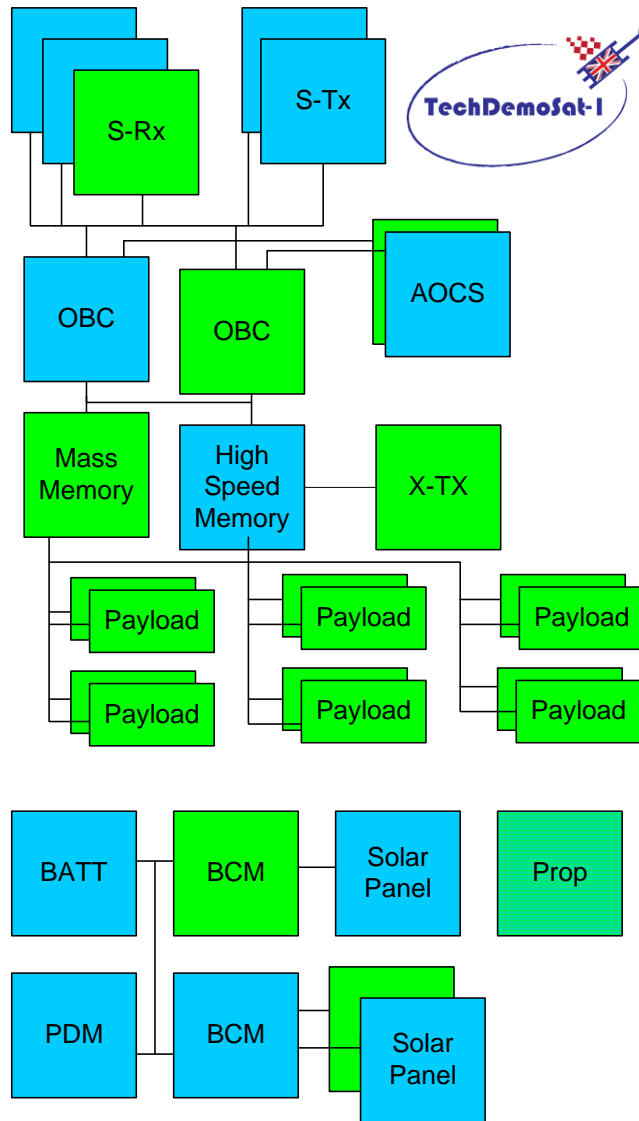 S-Rx
S-Tx
TechDemoSat-1
OBC
OBC
AOCS
Mass
Memory
High
Speed
Memory
X-TX
Payload
Payload
Payload
Payload
Payload
Payload
BATT
BCM
Solar
Panel
Prop
PDM
BCM
Solar
Panel